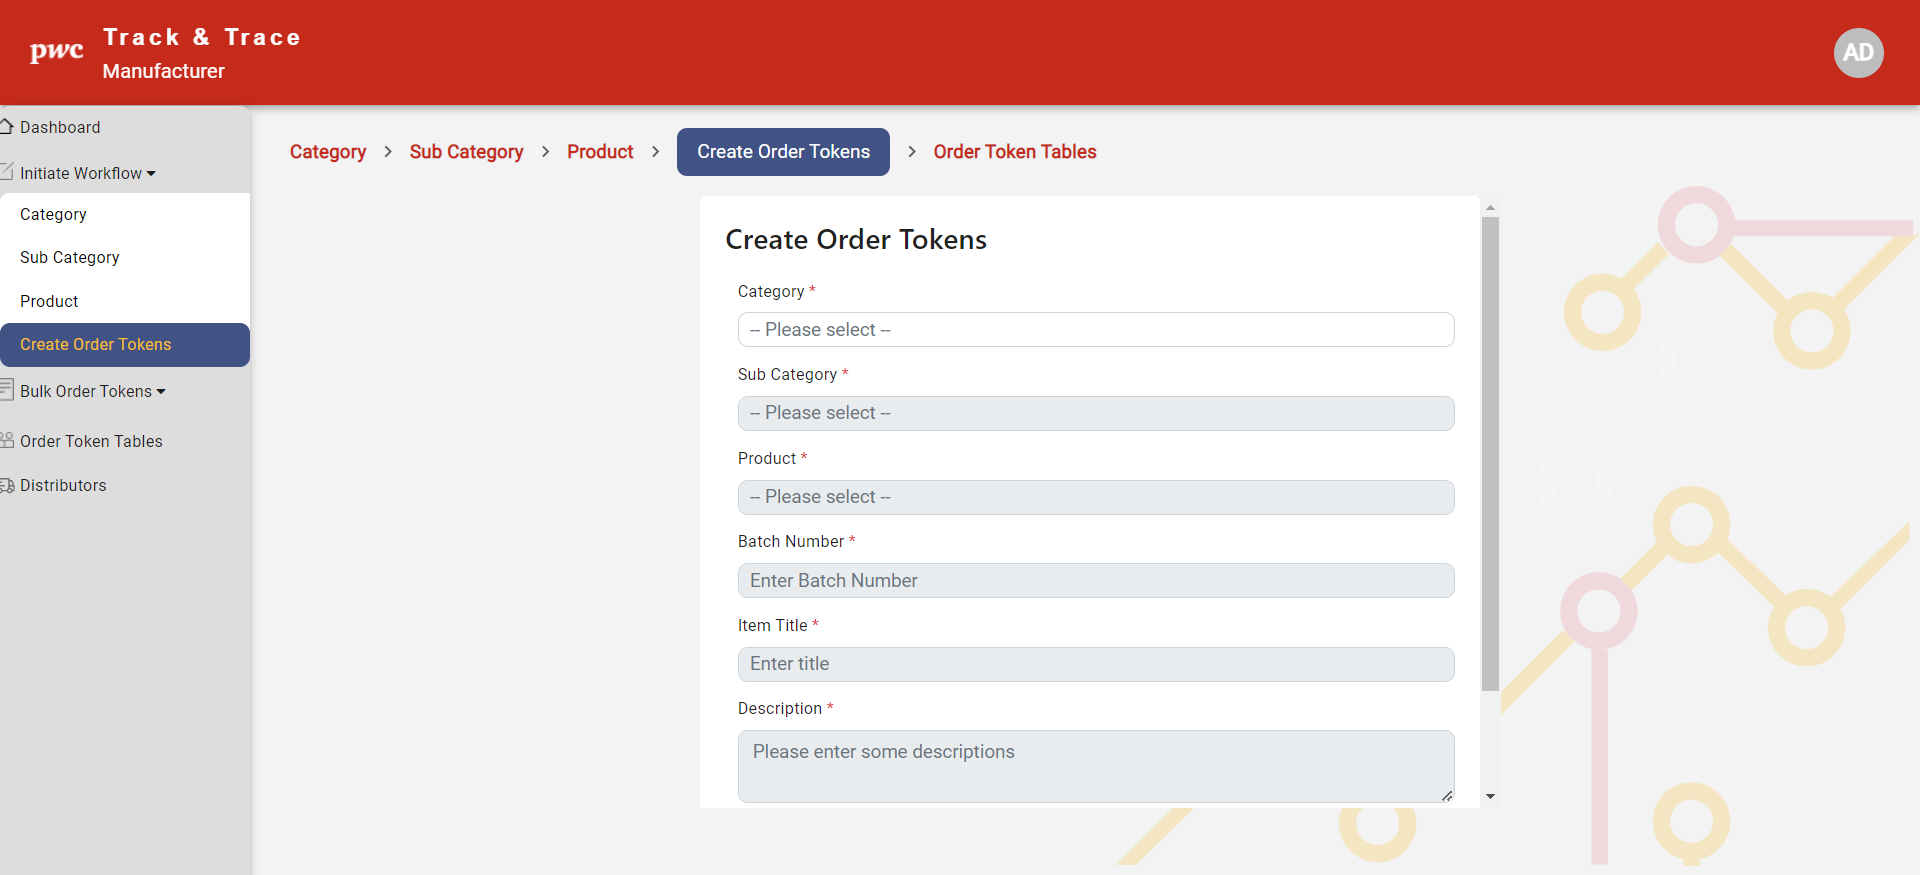 pwc
Track & Trace
Manufacturer
AD
Dashboard
Initiate Workflow
Category
Sub Category
Product
Create Order Tokens
Bulk Order Tokens
Order Token Tables
Distributors
Category > Sub Category > Product > Create Order Tokens > Order Token Tables
Create Order Tokens
Category *
-- Please select --
Sub Category *
-- Please select --
Product *
-- Please select --
Batch Number *
Enter Batch Number
Item Title *
Enter title
Description *
Please enter some descriptions